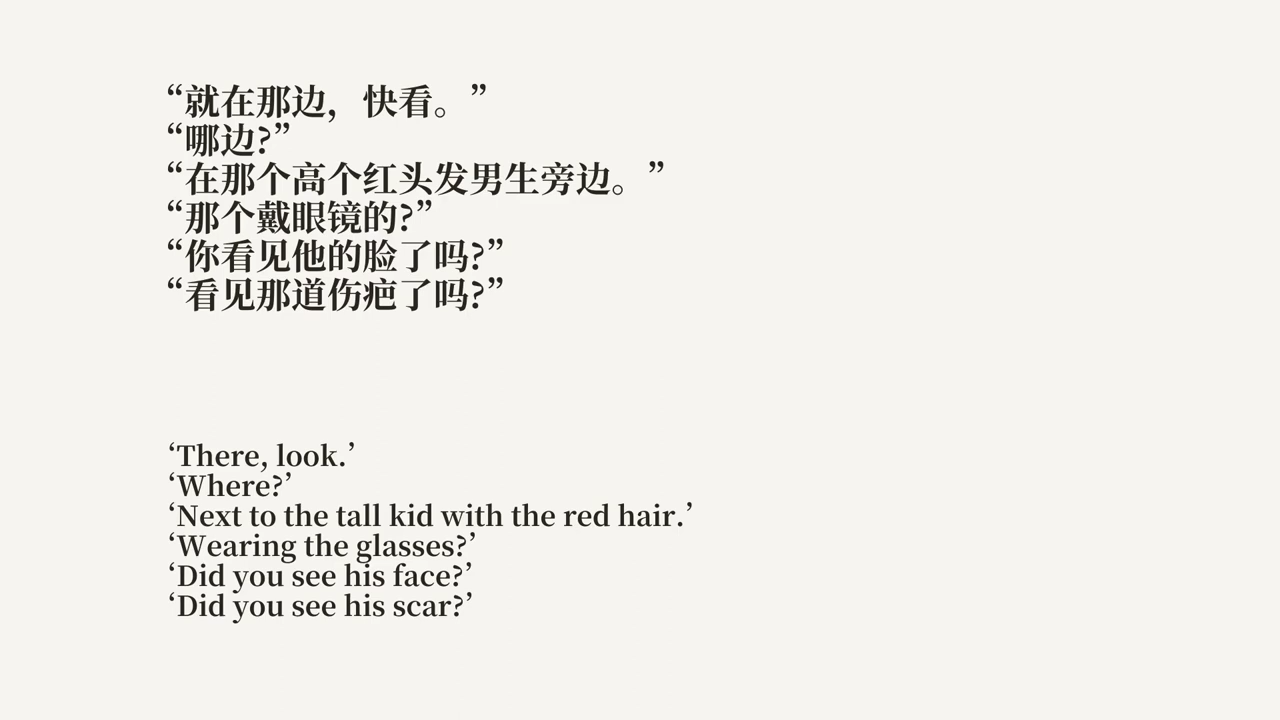 “就在那边，快看。”
“哪边?”
“在那个高个红头发男生旁边。”
“那个戴眼镜的?”
“你看见他的脸了吗?”
“看见那道伤疤了吗?”
‘There, look.’
‘Where?’
‘Next to the tall kid with the red hair.’
‘Wearing the glasses?’
‘Did you see his face?’
‘Did you see his scar?’